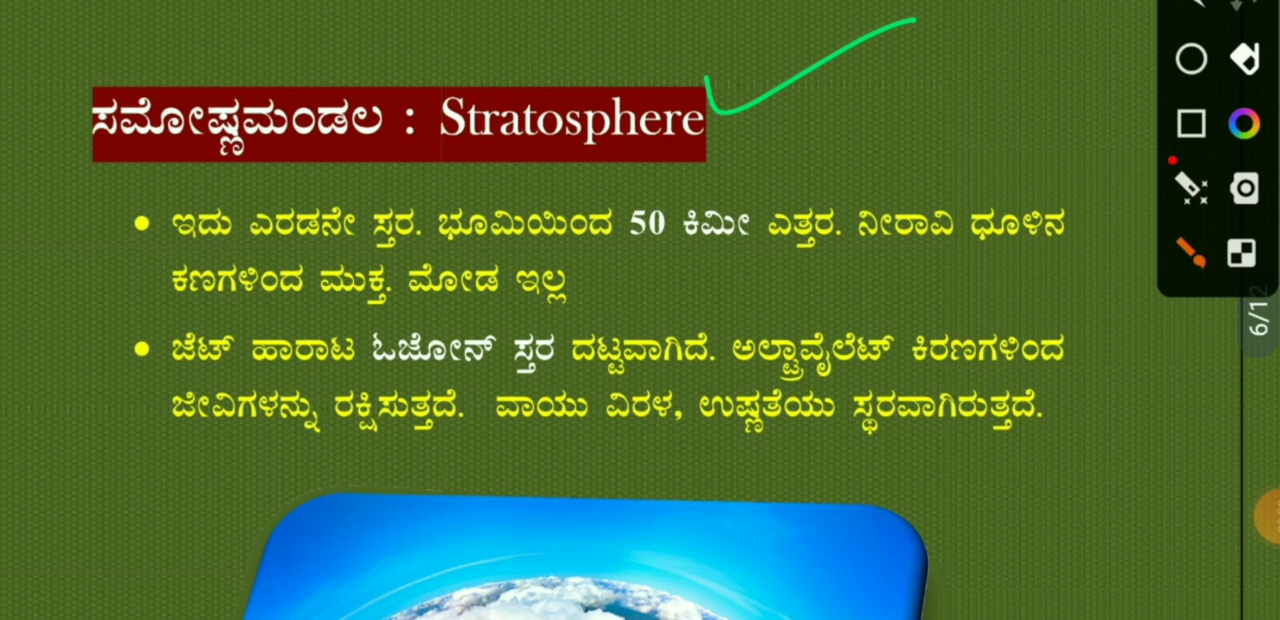 ಸಮೋಷ್ಣಮಂಡಲ : Stratosphere
• ಇದು ಎರಡನೇ ಸ್ತರ. ಭೂಮಿಯಿಂದ 50 ಕಿಮೀ ಎತ್ತರ. ನೀರಾವಿ ಧೂಳಿನ
ಕಣಗಳಿಂದ ಮುಕ್ತ. ಮೋಡ ಇಲ್ಲ
• ಜೆಟ್ ಹಾರಾಟ ಓಜೋನ್ ಸ್ತರ ದಟ್ಟವಾಗಿದೆ. ಅಲ್ಟ್ರಾವೈಲೆಟ್ ಕಿರಣಗಳಿಂದ
ಜೀವಿಗಳನ್ನು ರಕ್ಷಿಸುತ್ತದೆ. ವಾಯು ವಿರಳ, ಉಷ್ಣತೆಯು ಸ್ಥರವಾಗಿರುತ್ತದೆ.
6/12